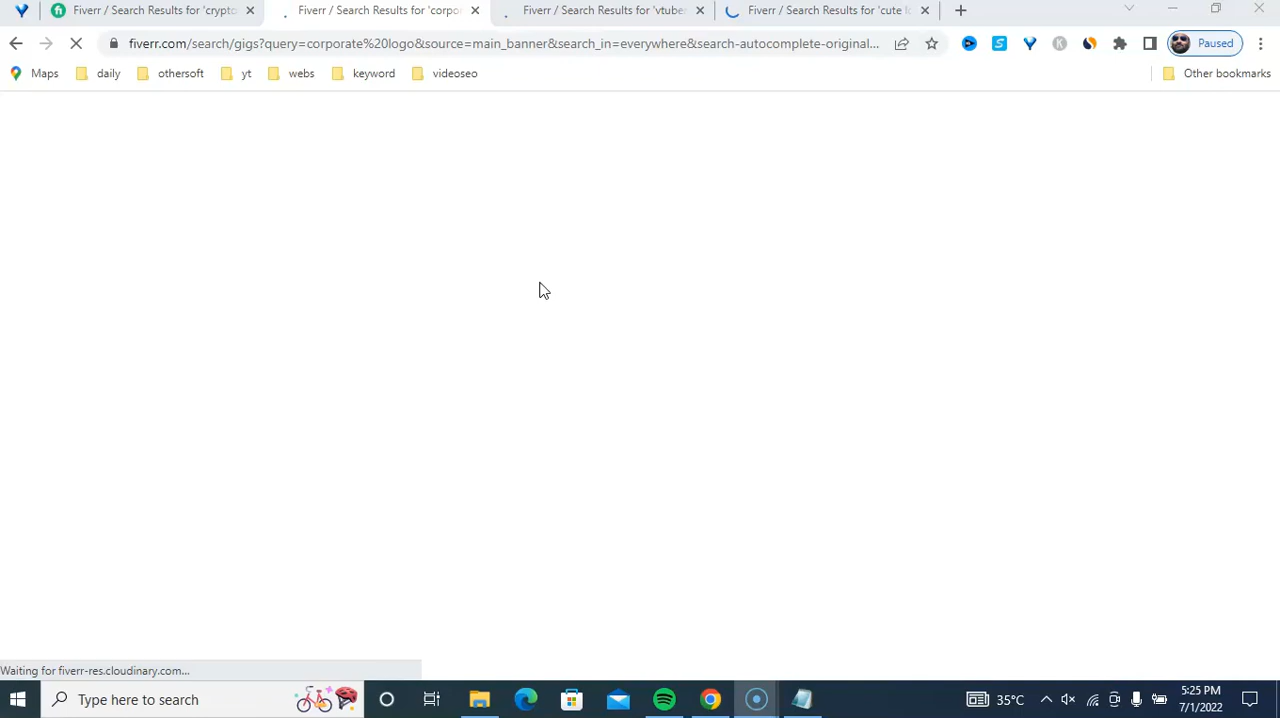 Fiverr / Search Results for 'crypto
Fiverr / Search Results for 'corpor
Fiverr / Search Results for 'vtuber
Fiverr / Search Results for 'cute l
fiverr.com/search/gigs?query=corporate%20logo&source=main_banner&search_in=everywhere&search-autocomplete-original...
Paused
Maps
daily
othersoft
yt
webs
keyword
videoseo
Other bookmarks
Waiting for fiverr-res.cloudinary.com...
Type here to search
35°C
5:25 PM
7/1/2022